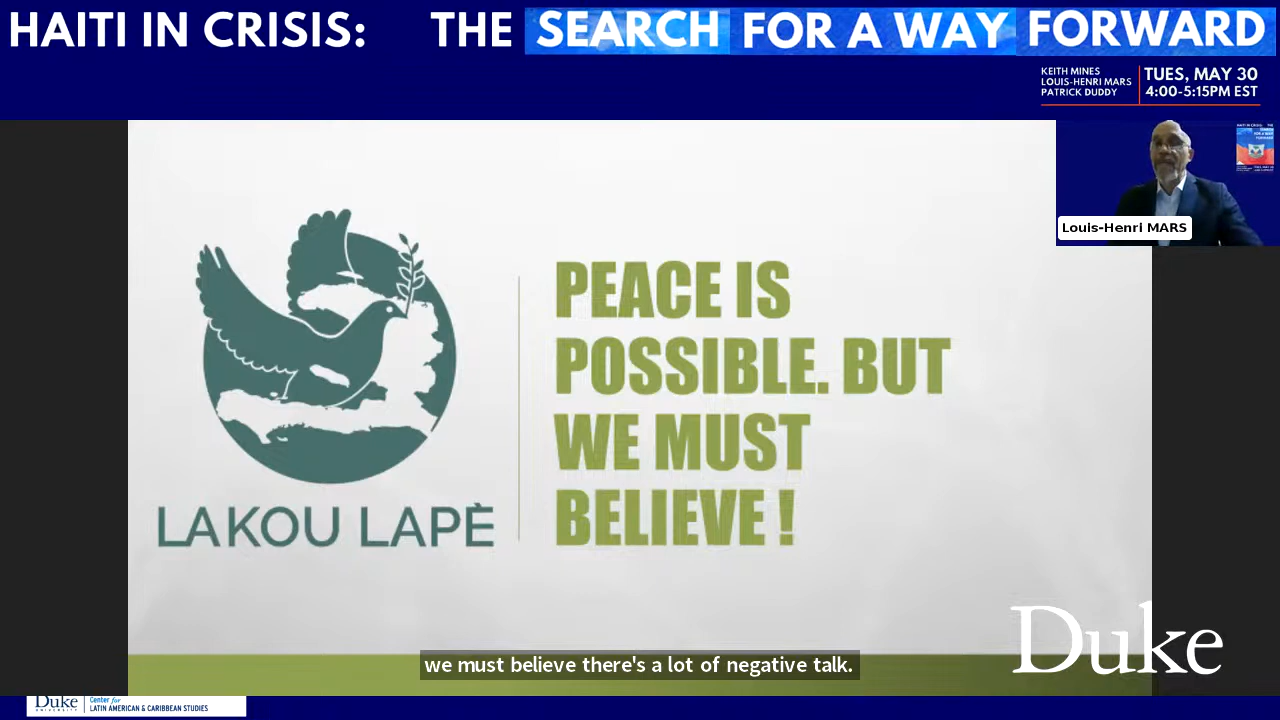 HAITI IN CRISIS: THE SEARCH FOR A WAY FORWARD
KEITH MINES
LOUIS-HENRI MARS
PATRICK DUDDY
TUES, MAY 30
4:00-5:15PM EST
Louis-Henri MARS
PEACE IS
POSSIBLE. BUT
WE MUST
BELIEVE !
LAKOU LAPÈ
Duke
we must believe there's a lot of negative talk.
Duke
UNIVERSITY
Center for
LATIN AMERICAN & CARIBBEAN STUDIES